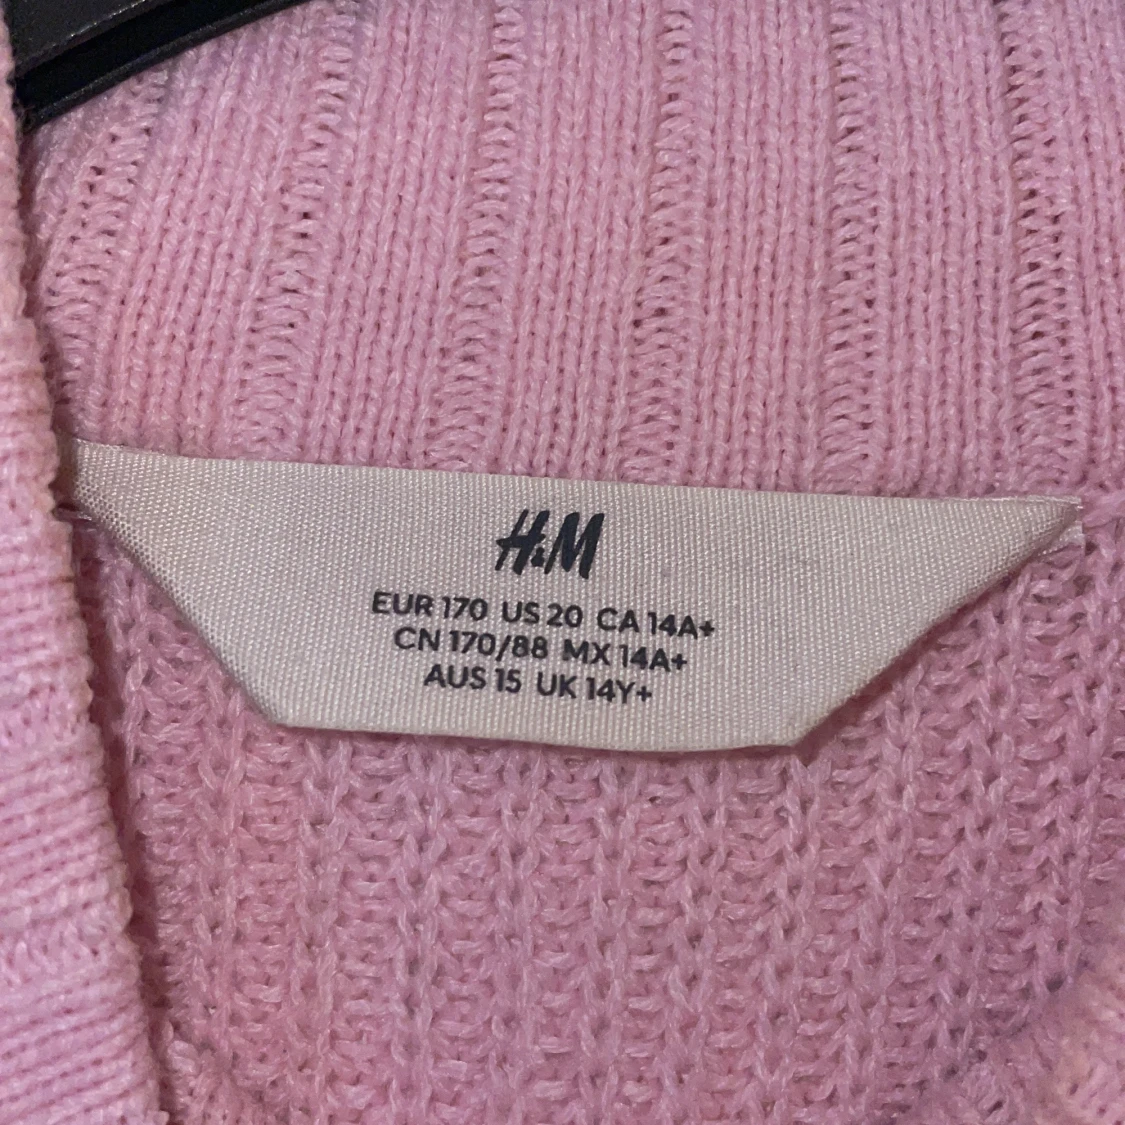 H&M
EUR 170 US 20 CA 14A+
CN 170/88 MX 14A+
AUS 15 UK 14Y+